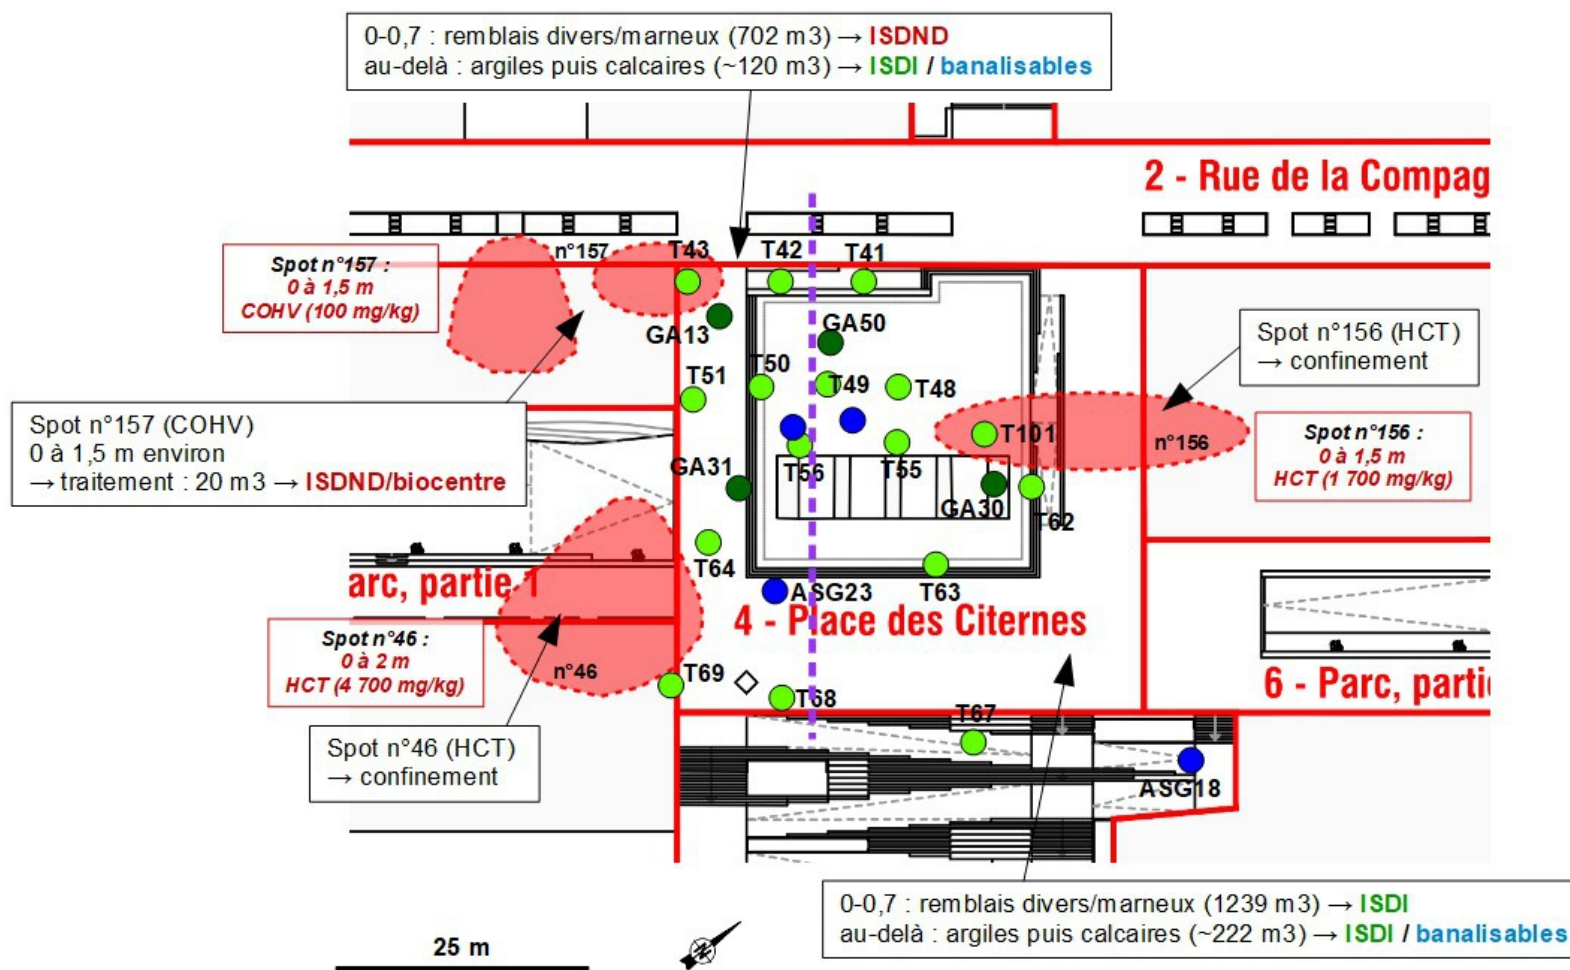 0-0,7 : remblais divers/marneux (702 m3) → ISDND
au-delà : argiles puis calcaires (~120 m3) → ISDI / banalisables
2 - Rue de la Compag
n°157
T43
T42
T41
Spot n°157 :
0 à 1,5 m
COHV (100 mg/kg)
GA13
GA50
Spot n°156 (HCT)
→ confinement
T51
T50
T49
T48
Spot n°157 (COHV)
0 à 1,5 m environ
→ traitement : 20 m3 → ISDND/biocentre
T101
n°156
Spot n°156 :
0 à 1,5 m
HCT (1 700 mg/kg)
GA31
T56
T55
GA30
T62
T64
T63
arc, partie 1
ASG23
4 - Place des Citernes
Spot n°46 :
0 à 2 m
HCT (4 700 mg/kg)
n°46
T69
T68
6 - Parc, partie
Spot n°46 (HCT)
→ confinement
T67
ASG18
0-0,7 : remblais divers/marneux (1239 m3) → ISDI
au-delà : argiles puis calcaires (~222 m3) → ISDI / banalisables
25 m